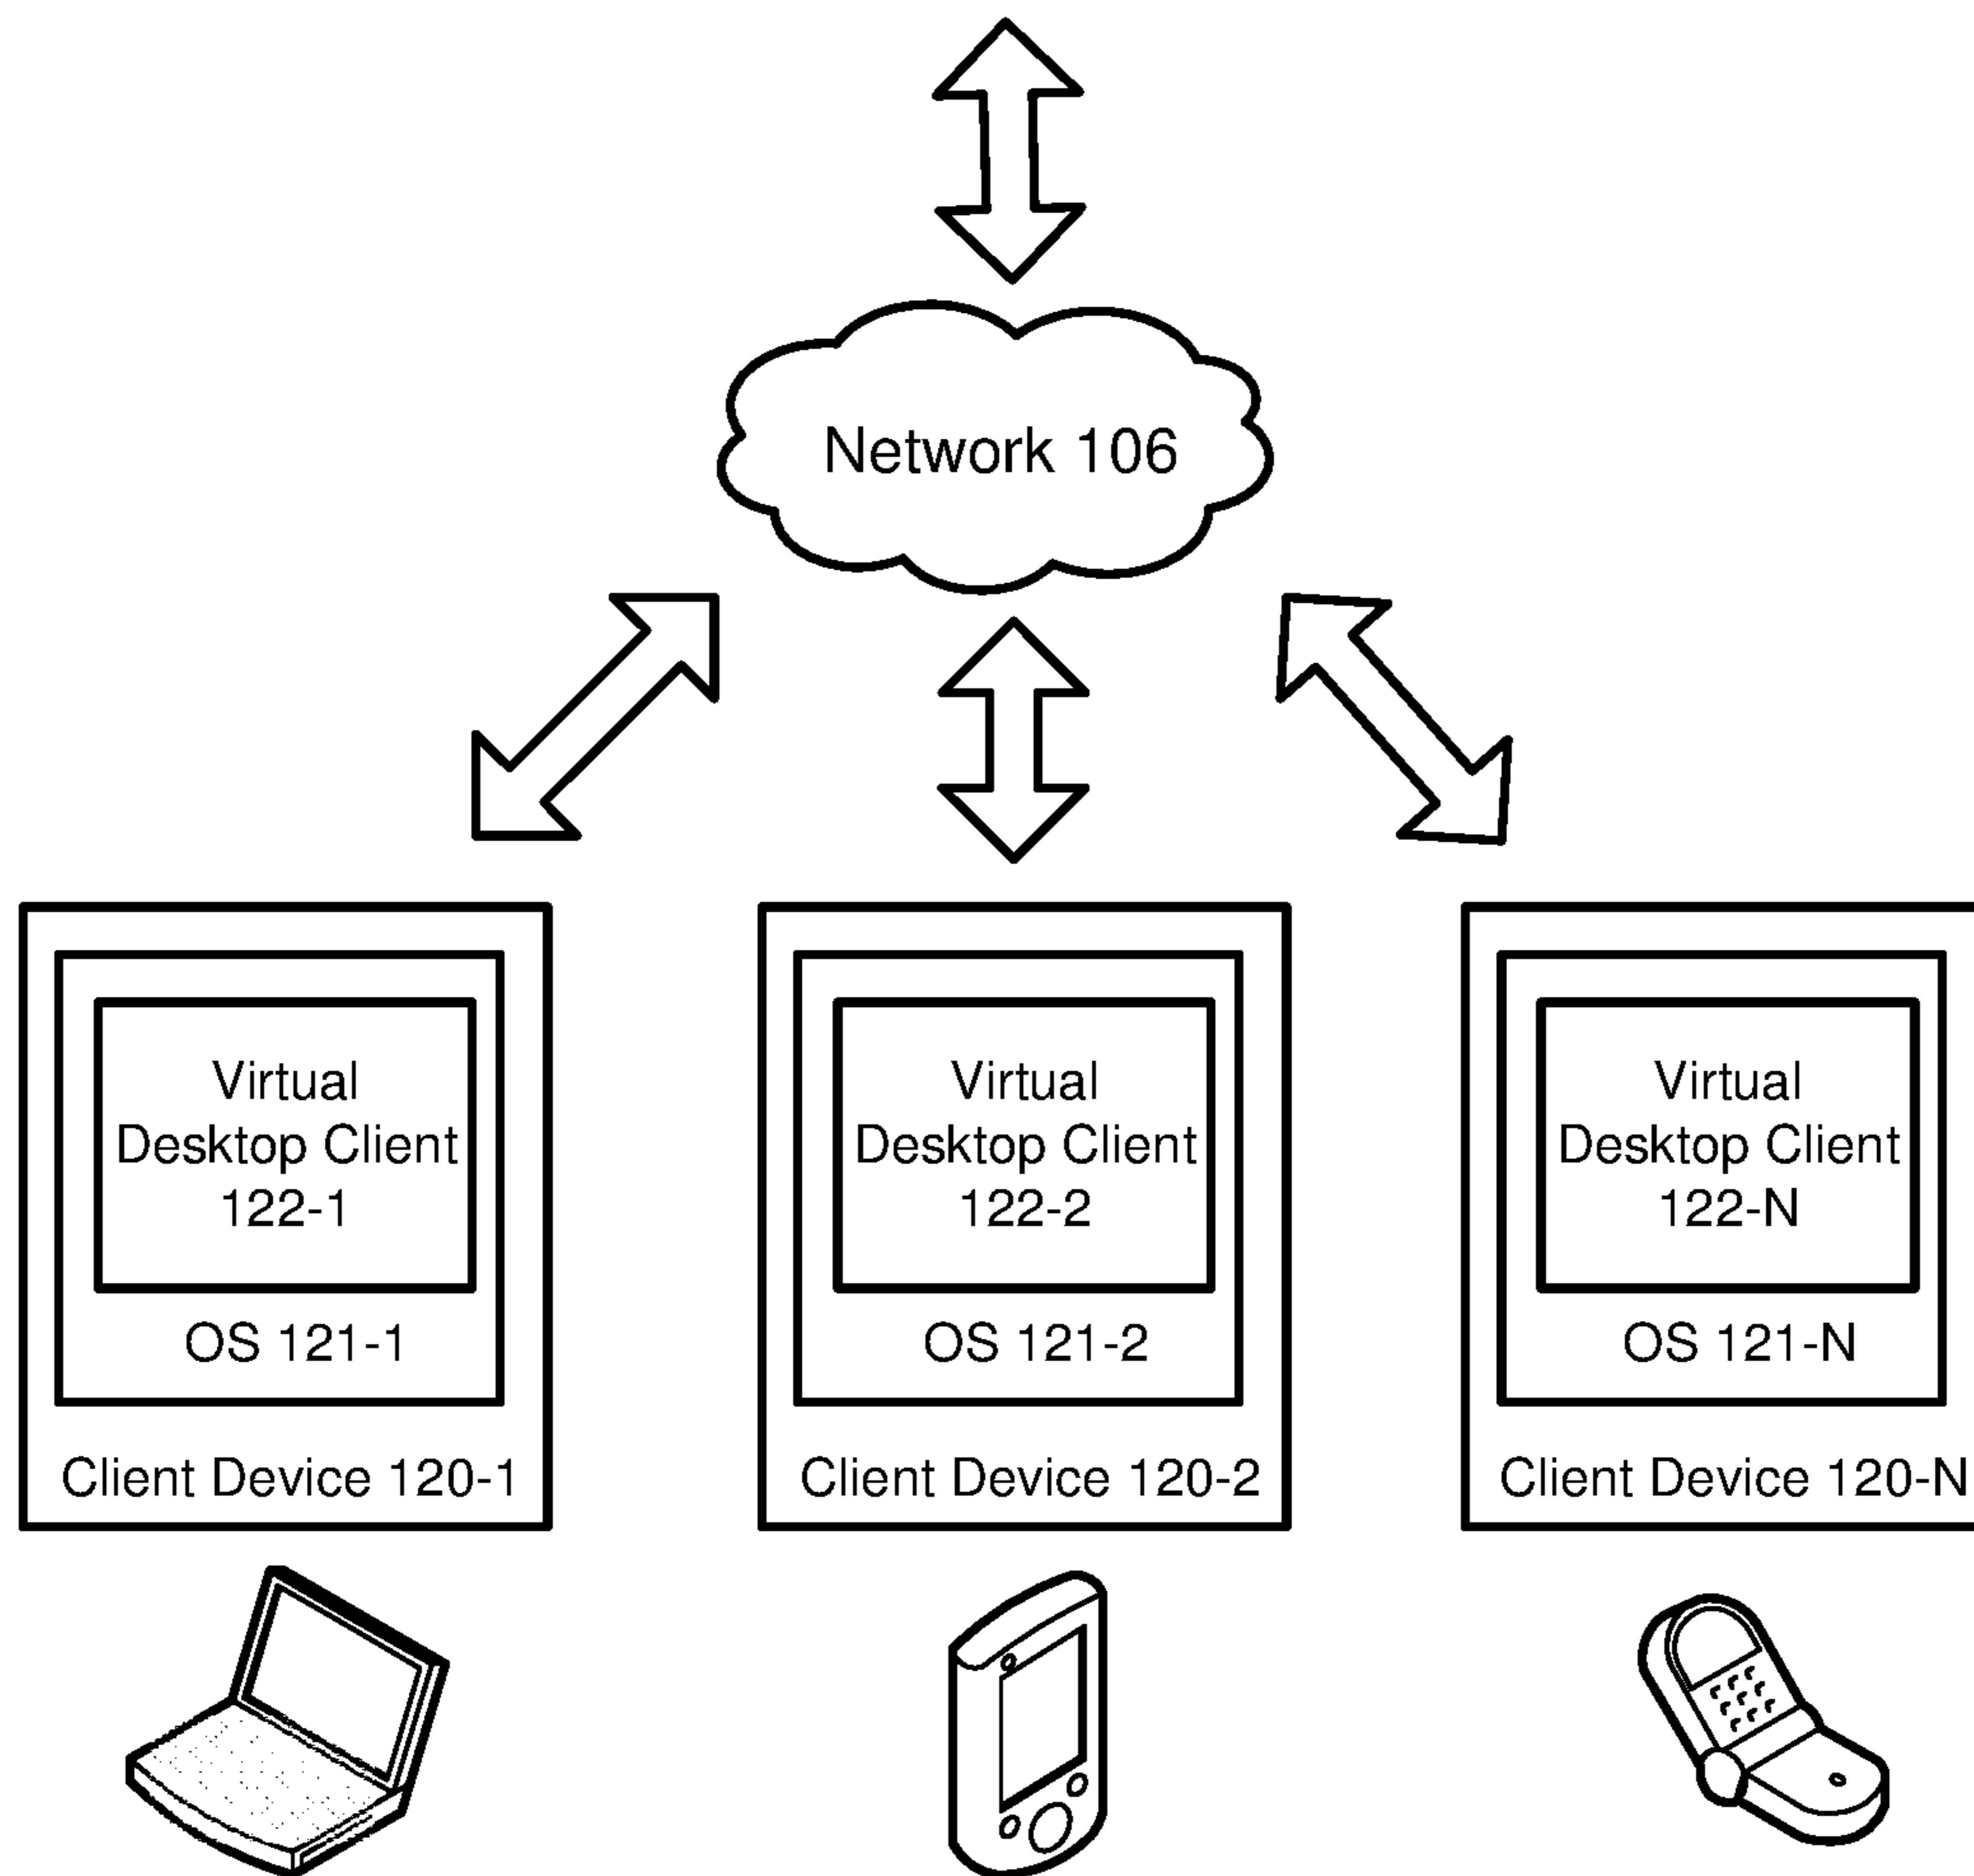 Network 106
Virtual
Desktop Client
122-1
OS 121-1
Client Device 120-1
Virtual
Desktop Client
122-2
OS 121-2
Client Device 120-2
Virtual
Desktop Client
122-N
OS 121-N
Client Device 120-N